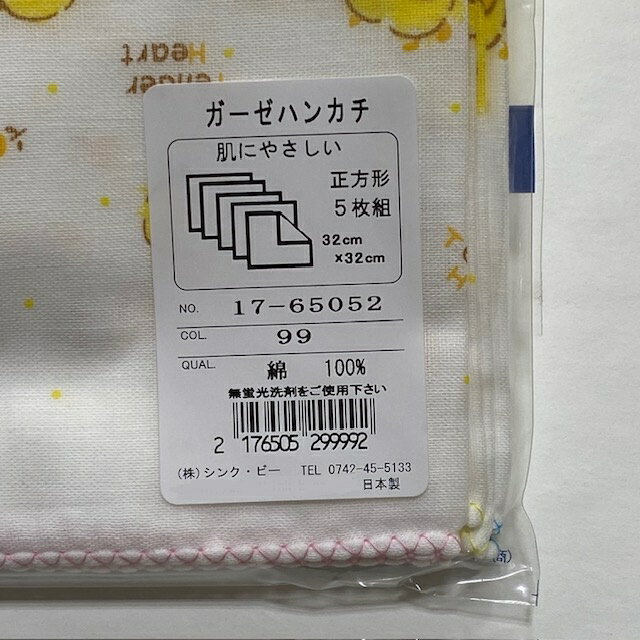 Tender
Heart
ガーゼハンカチ
肌にやさしい
正方形
5枚組
32cm
×32cm
NO. 17-65052
COL. 99
QUAL. 綿 100%
無蛍光洗剤をご使用下さい
2 176505 299992
(株)シンク・ビー TEL 0742-45-5133
日本製